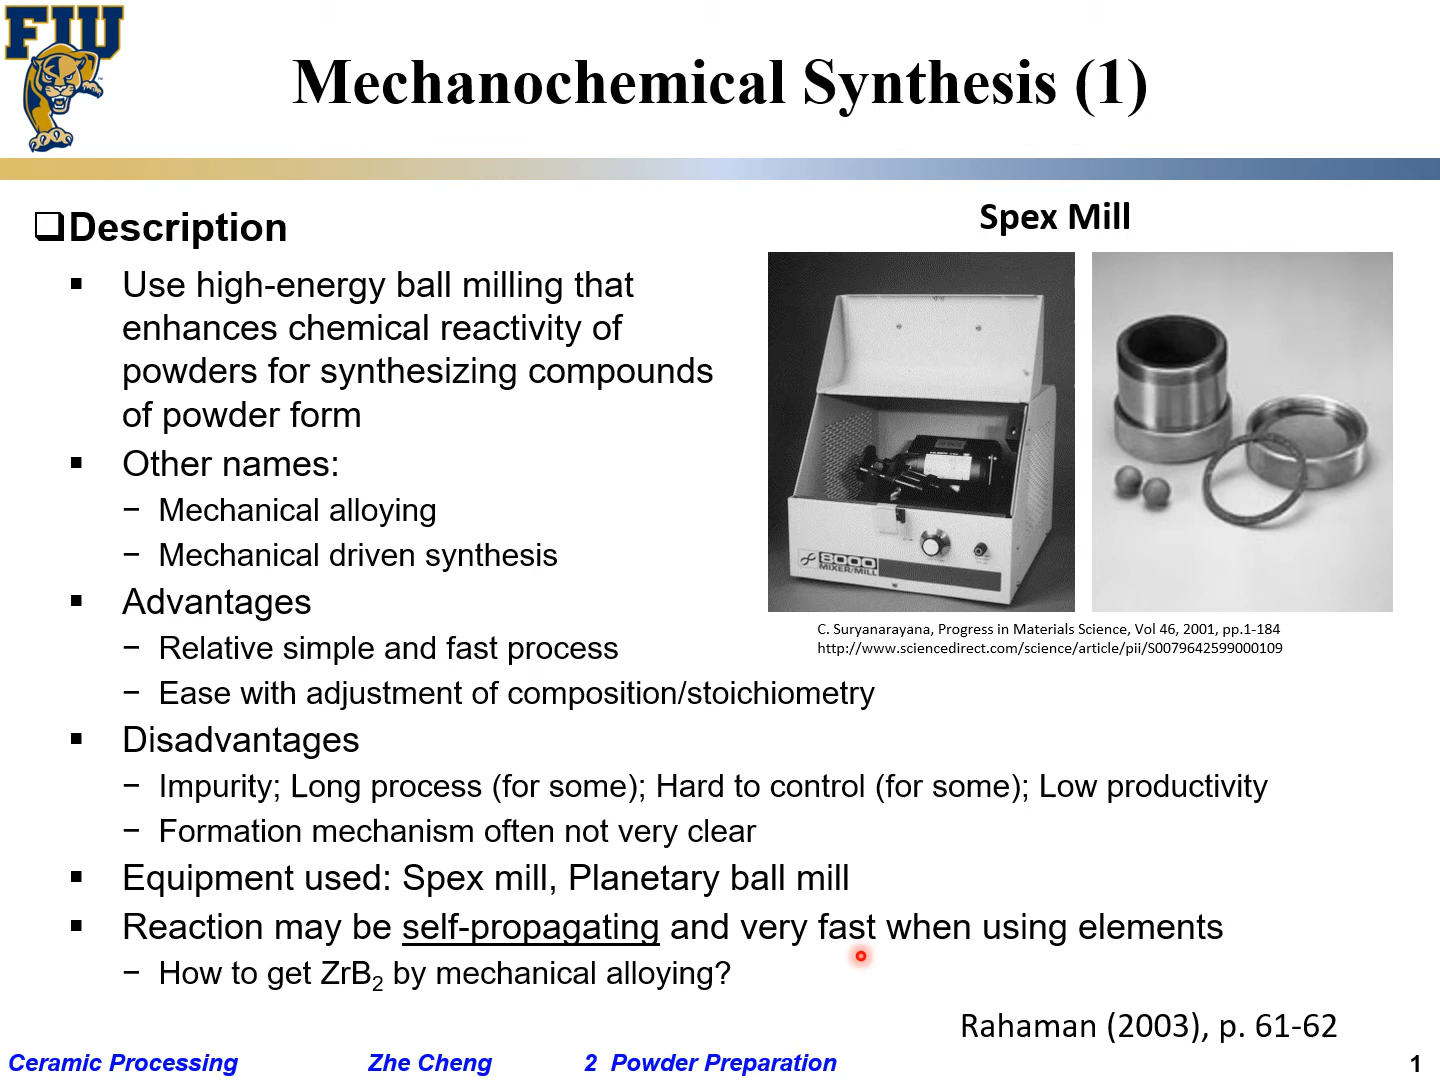 FIU
Mechanochemical Synthesis (1)
❑Description
▪ Use high-energy ball milling that
enhances chemical reactivity of
powders for synthesizing compounds
of powder form
▪ Other names:
− Mechanical alloying
− Mechanical driven synthesis
▪ Advantages
− Relative simple and fast process
− Ease with adjustment of composition/stoichiometry
▪ Disadvantages
− Impurity; Long process (for some); Hard to control (for some); Low productivity
− Formation mechanism often not very clear
▪ Equipment used: Spex mill, Planetary ball mill
▪ Reaction may be self-propagating and very fast when using elements
− How to get ZrB₂ by mechanical alloying?
Spex Mill
8000
MIXER/MILL
C. Suryanarayana, Progress in Materials Science, Vol 46, 2001, pp.1-184
http://www.sciencedirect.com/science/article/pii/S0079642599000109
Rahaman (2003), p. 61-62
Ceramic Processing Zhe Cheng 2 Powder Preparation 1